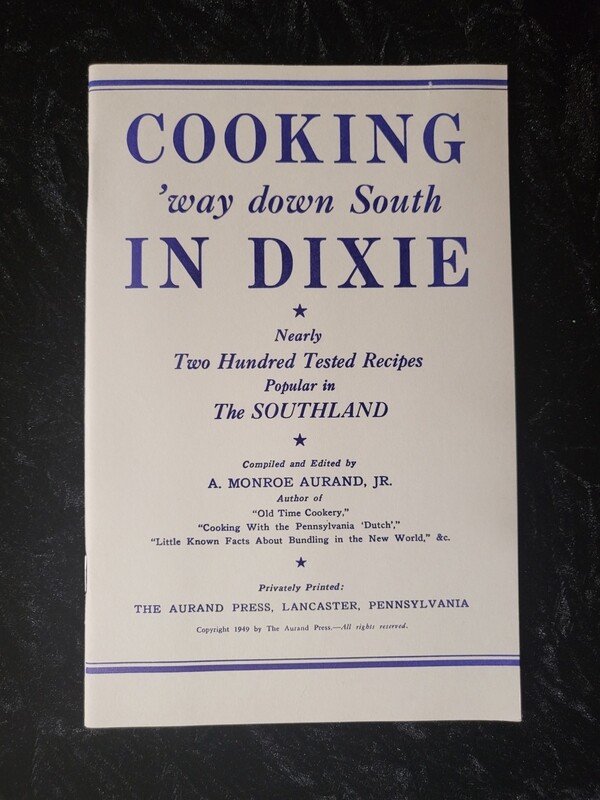 COOKING
'way down South
IN DIXIE
Nearly
Two Hundred Tested Recipes
Popular in
The SOUTHLAND
Compiled and Edited by
A. MONROE AURAND, JR.
Author of
"Old Time Cookery,"
"Cooking With the Pennsylvania 'Dutch',"
"Little Known Facts About Bundling in the New World," &c.
Privately Printed:
THE AURAND PRESS, LANCASTER, PENNSYLVANIA
Copyright 1949 by The Aurand Press.—All rights reserved.